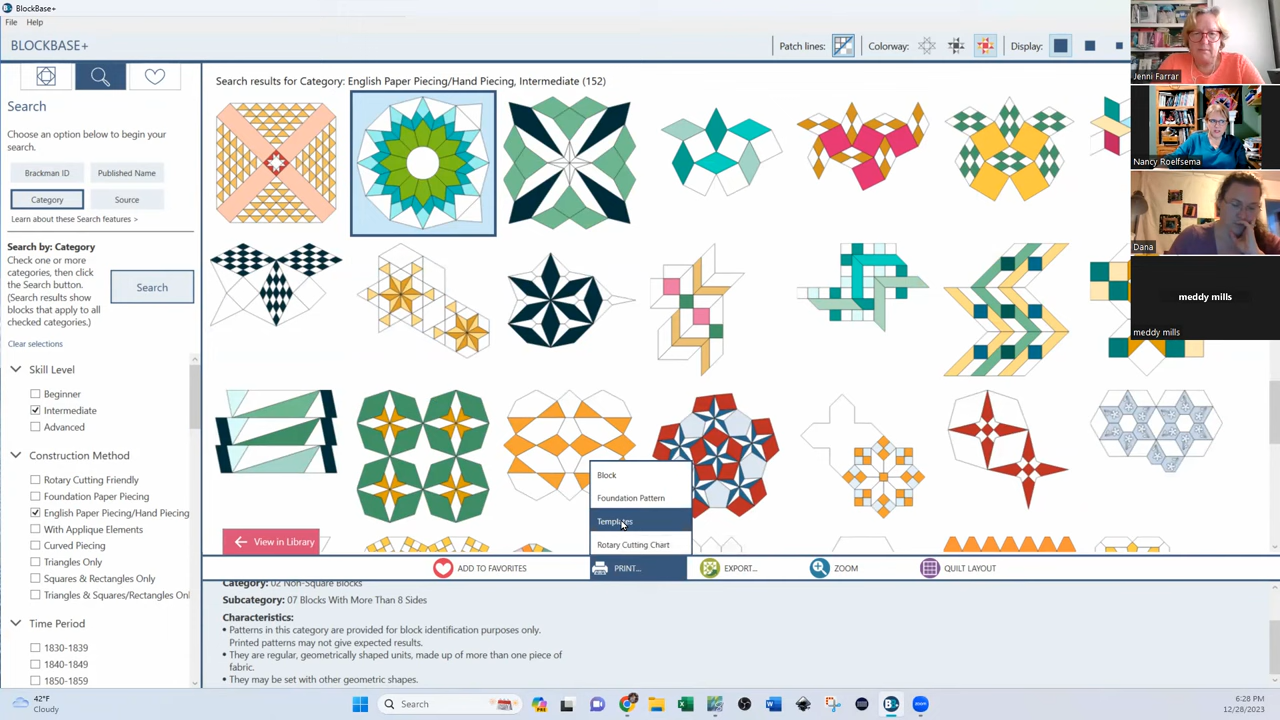 BlockBase+
File Help
BLOCKBASE+
Patch lines:
Colorway:
Display:
Search
Choose an option below to begin your
search.
Brackman ID
Published Name
Category
Source
Learn about these Search features >
Search by: Category
Check one or
more
categories, then
click the
Search button.
(Search results
show
blocks that
apply to all
checked
categories.)
Search
Clear selections
Skill Level
Beginner
Intermediate
Advanced
Construction Method
Rotary Cutting Friendly
Foundation Paper Piecing
English Paper Piecing/Hand Piecing
With Applique Elements
Curved Piecing
Triangles Only
Squares & Rectangles Only
Triangles & Squares/Rectangles Onl
Time Period
1830-1839
1840-1849
1850-1859
Search results for Category: English Paper Piecing/Hand Piecing, Intermediate (152)
View in Library
Block
Foundation Pattern
Templates
Rotary Cutting Chart
ADD TO FAVORITES
PRINT...
EXPORT...
ZOOM
QUILT LAYOUT
Category: 02 Non-Square Blocks
Subcategory: 07 Blocks With More Than 8 Sides
Characteristics:
• Patterns in this category are provided for block identification purposes only.
Printed patterns may not give expected results.
• They are regular, geometrically shaped units, made up of more than one piece of
fabric.
• They may be set with other geometric shapes.
Jenni Farrar
Nancy Roelfsema
Dana
meddy mills
meddy mills
42°F
Cloudy
Search
6:28 PM
12/28/2023